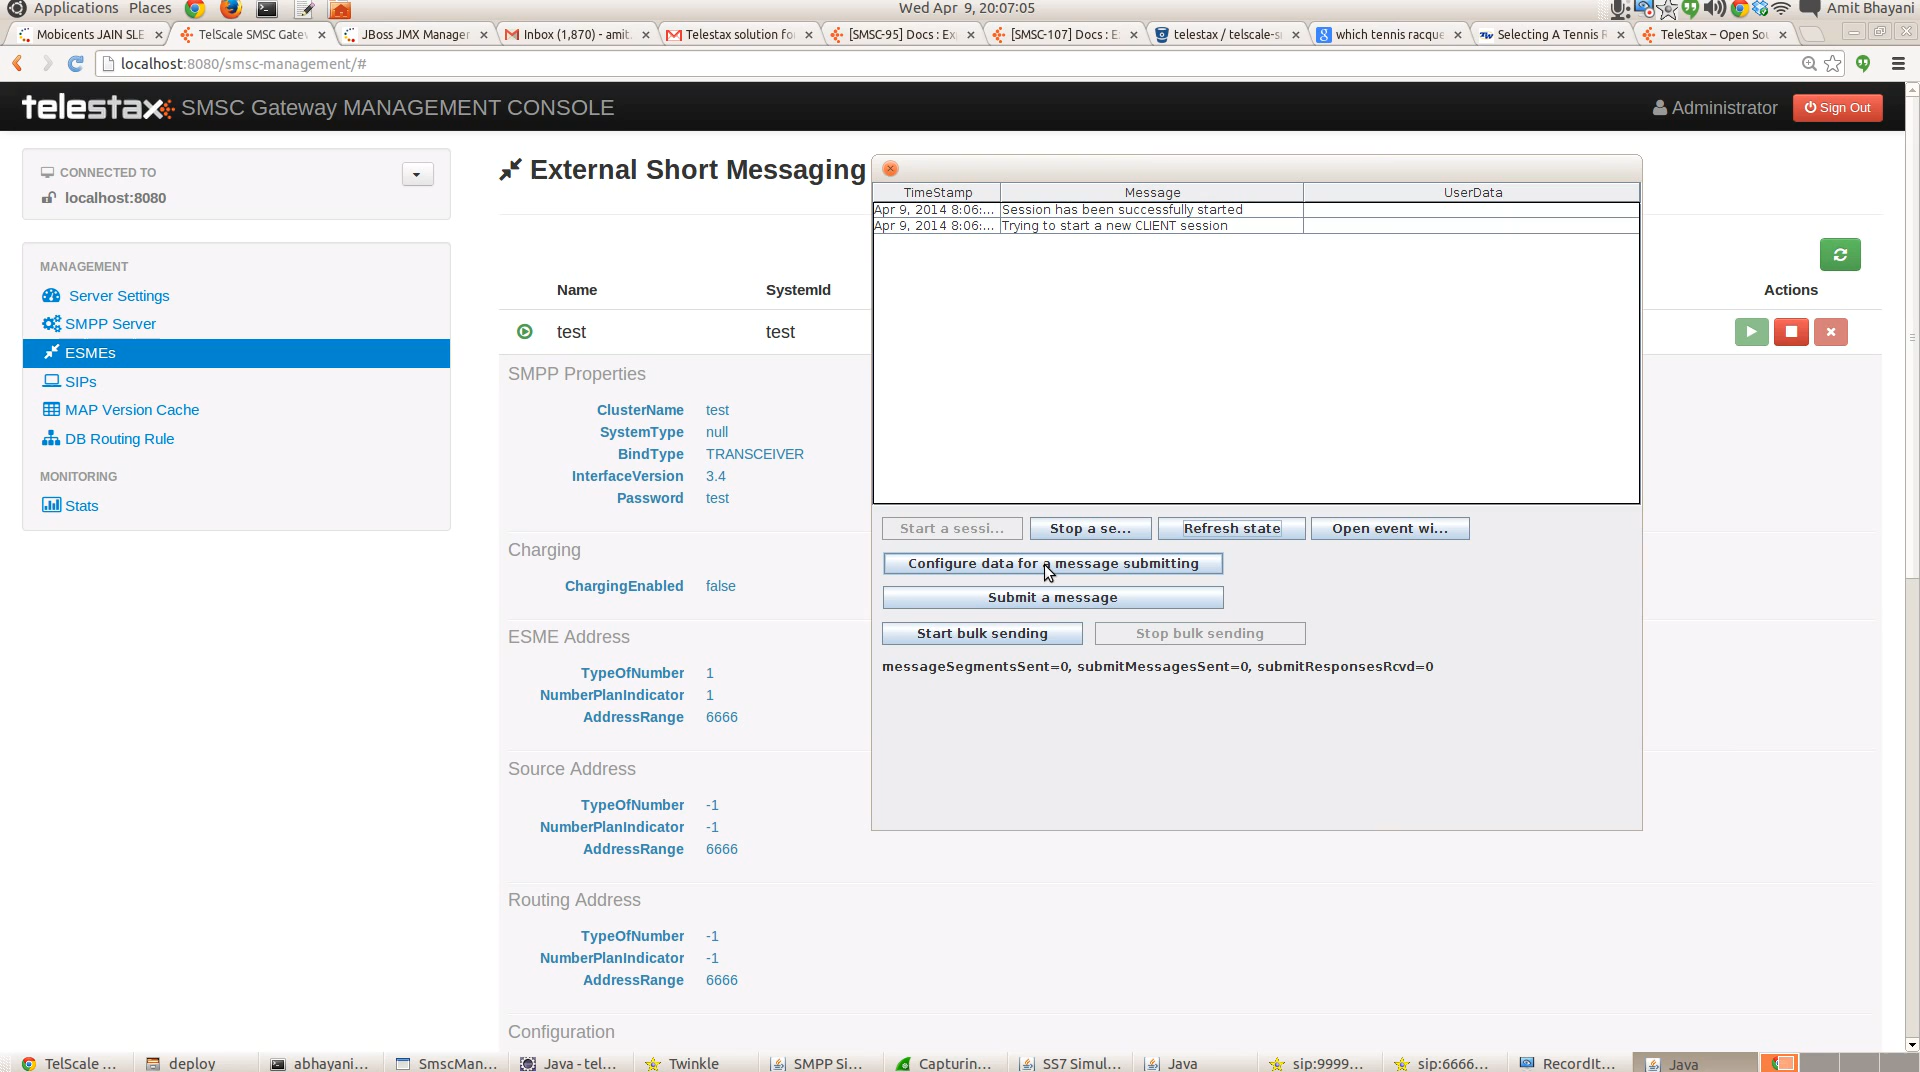 Applications Places Wed Apr 9, 20:07:05 Amit Bhayani
Mobicents JAIN SLE TelScale SMSC Gatew JBoss JMX Manager Inbox (1,870) - amit. Telestax solution fo [SMSC-95] Docs : Ex [SMSC-107] Docs : E telestax / telscale-s which tennis racque Selecting A Tennis R TeleStax – Open So
localhost:8080/smsc-management/#
telestax SMSC Gateway MANAGEMENT CONSOLE Administrator Sign Out
CONNECTED TO
localhost:8080
MANAGEMENT
Server Settings
SMPP Server
ESMEs
SIPs
MAP Version Cache
DB Routing Rule
MONITORING
Stats
External Short Messaging
Name SystemId Actions
test test
SMPP Properties
ClusterName test
SystemType null
BindType TRANSCEIVER
InterfaceVersion 3.4
Password test
Charging
ChargingEnabled false
ESME Address
TypeOfNumber 1
NumberPlanIndicator 1
AddressRange 6666
Source Address
TypeOfNumber -1
NumberPlanIndicator -1
AddressRange 6666
Routing Address
TypeOfNumber -1
NumberPlanIndicator -1
AddressRange 6666
Configuration
TimeStamp Message UserData
Apr 9, 2014 8:06:... Session has been successfully started
Apr 9, 2014 8:06:... Trying to start a new CLIENT session
Start a sessi... Stop a se... Refresh state Open event wi...
Configure data for a message submitting
Submit a message
Start bulk sending Stop bulk sending
messageSegmentsSent=0, submitMessagesSent=0, submitResponsesRcvd=0
TelScale ... deploy abhayani... SmscMan... Java - tel... Twinkle SMPP Si... Capturin... SS7 Simul... Java sip:9999... sip:6666... RecordIt... Java